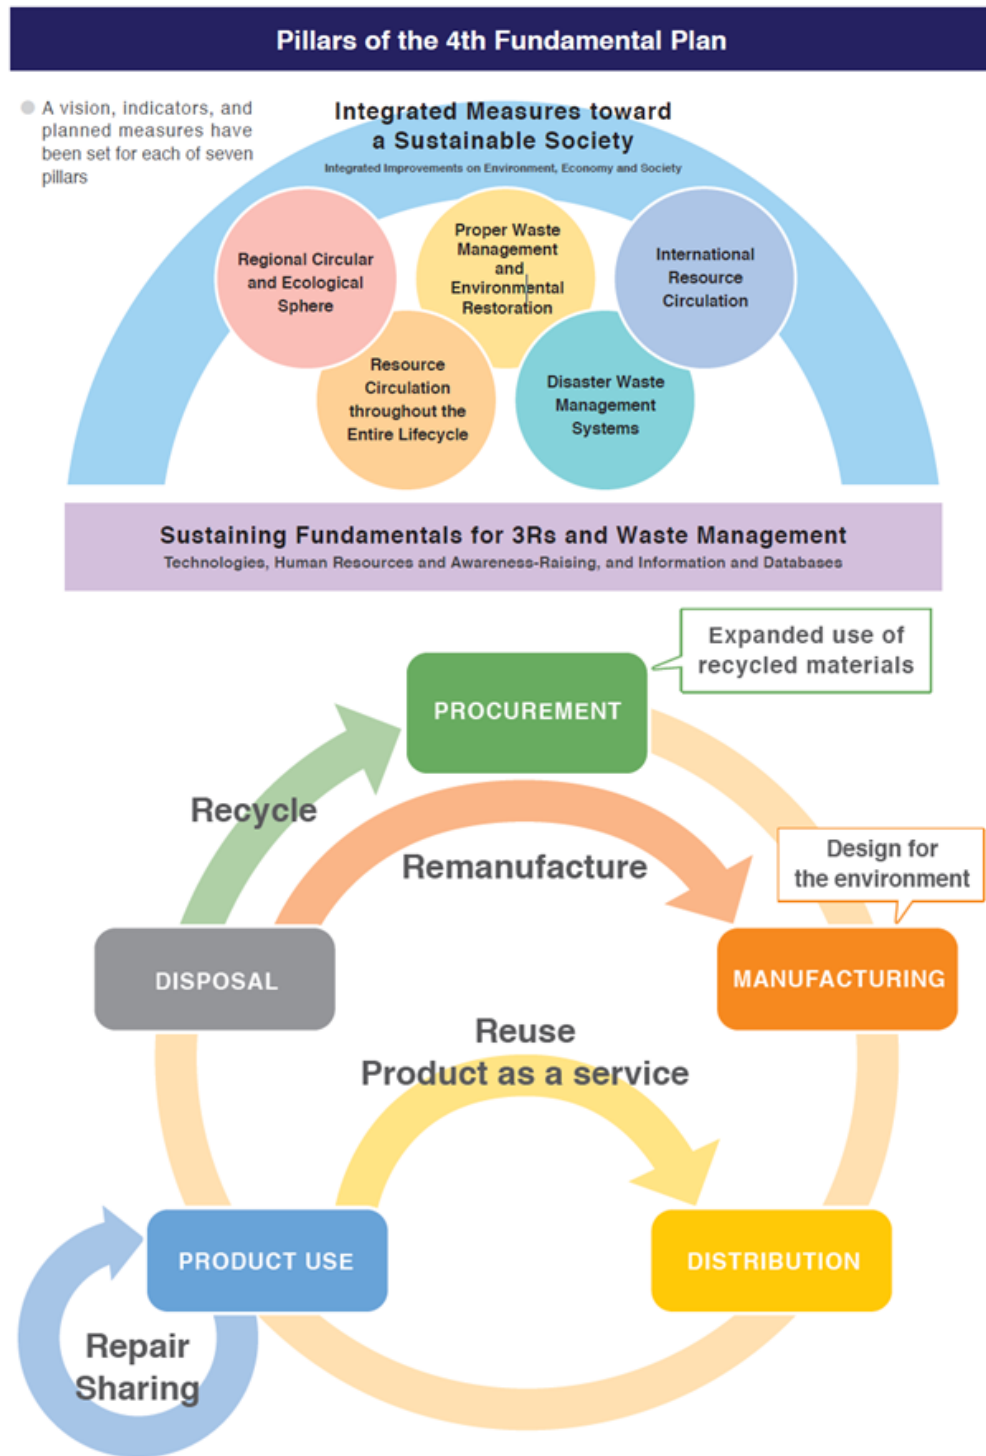 Pillars of the 4th Fundamental Plan
A vision, indicators, and
planned measures have
been set for each of seven
pillars
Integrated Measures toward
a Sustainable Society
Integrated Improvements on Environment, Economy and Society
Regional Circular
and Ecological
Sphere
Proper Waste
Management
and
Environmental
Restoration
International
Resource
Circulation
Resource
Circulation
throughout the
Entire Lifecycle
Disaster Waste
Management
Systems
Sustaining Fundamentals for 3Rs and Waste Management
Technologies, Human Resources and Awareness-Raising, and Information and Databases
Expanded use of
recycled materials
PROCUREMENT
Recycle
Remanufacture
Design for
the environment
DISPOSAL
MANUFACTURING
Reuse
Product as a service
PRODUCT USE
DISTRIBUTION
Repair
Sharing